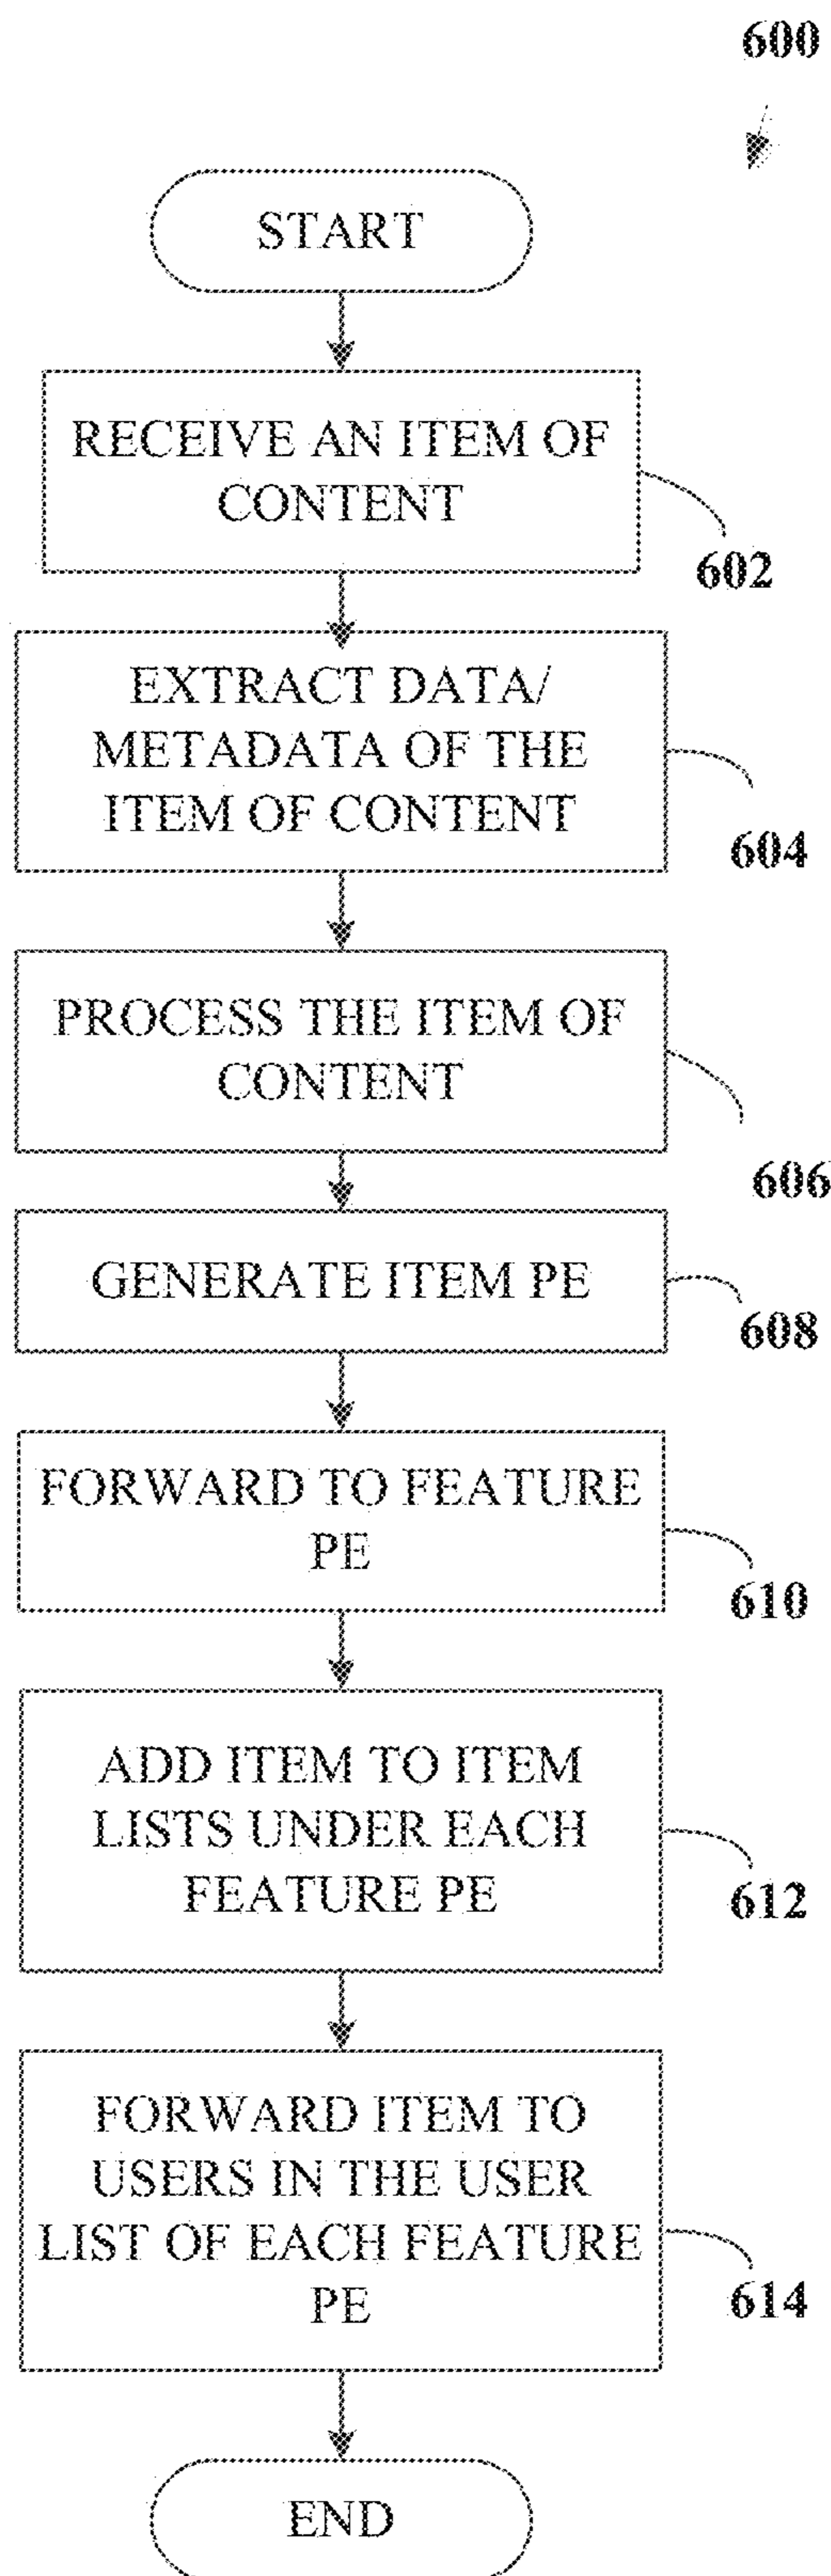 600
START
RECEIVE AN ITEM OF
CONTENT
602
EXTRACT DATA/
METADATA OF THE
ITEM OF CONTENT
604
PROCESS THE ITEM OF
CONTENT
606
GENERATE ITEM PE
608
FORWARD TO FEATURE
PE
610
ADD ITEM TO ITEM
LISTS UNDER EACH
FEATURE PE
612
FORWARD ITEM TO
USERS IN THE USER
LIST OF EACH FEATURE
PE
614
END